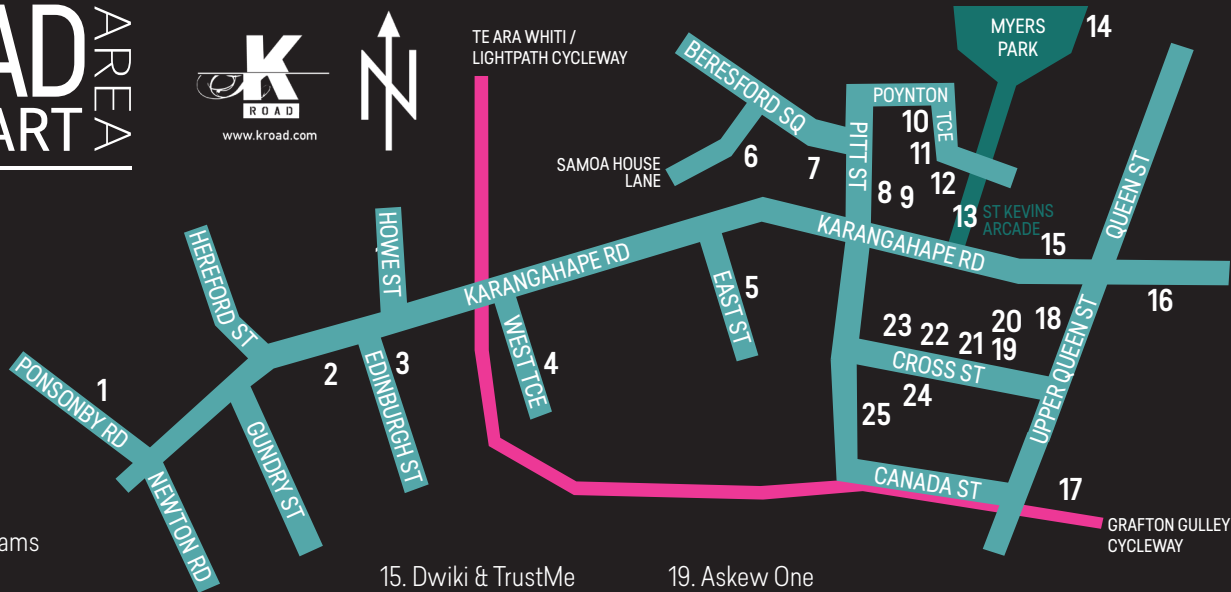 AD
AREA
ART
K
ROAD
www.kroad.com
N
TE ARA WHITI /
LIGHTPATH CYCLEWAY
MYERS
PARK
14
BERESFORD SQ
POYNTON
TCE
PITT ST
10
11
12
6
7
SAMOA HOUSE
LANE
8
9
13
ST KEVINS
ARCADE
QUEEN ST
KARANGAHAPE RD
15
16
HOWE ST
HEREFORD ST
KARANGAHAPE RD
EAST ST
5
WEST TCE
4
EDINBURGH ST
3
2
1
PONSONBY RD
GUNDRY ST
NEWTON RD
23
22
21
20
19
18
CROSS ST
24
25
UPPER QUEEN ST
CANADA ST
17
GRAFTON GULLEY
CYCLEWAY
ams
15. Dwiki & TrustMe
19. Askew One